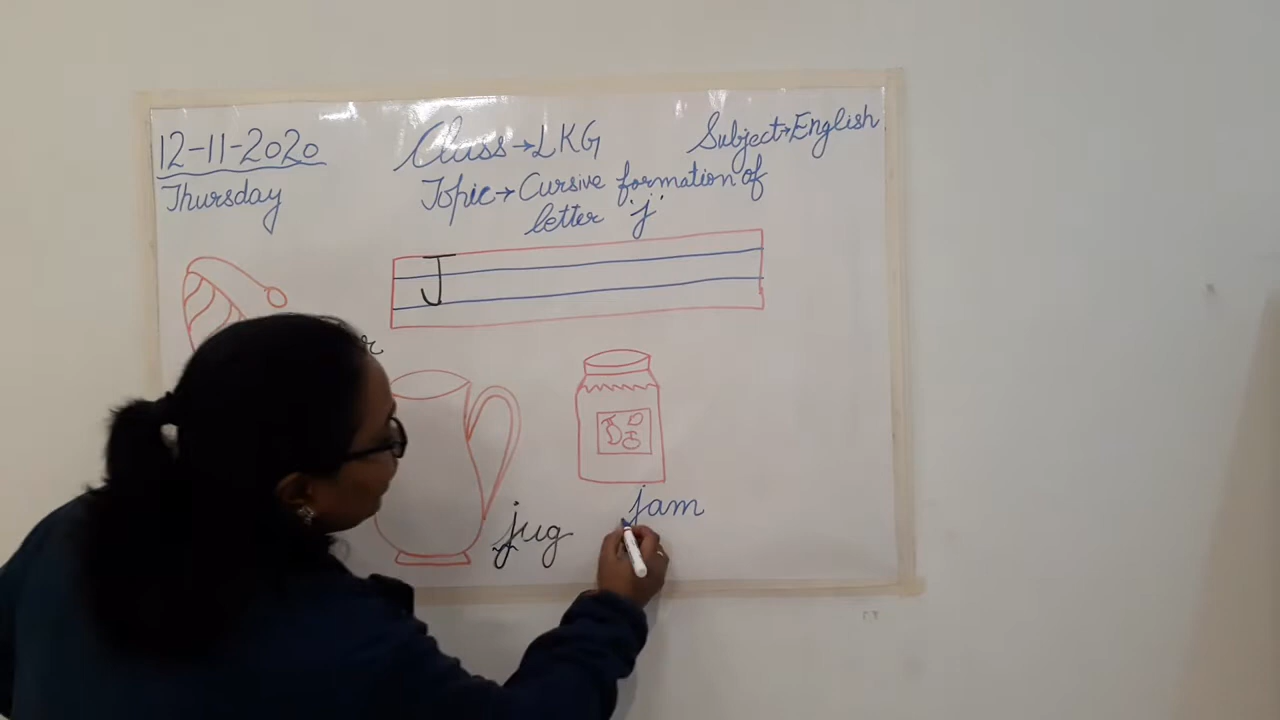 12-11-2020
Thursday
Class→LKG
Subject→English
Topic→Cursive formation of
letter 'j'
J
jug
jam